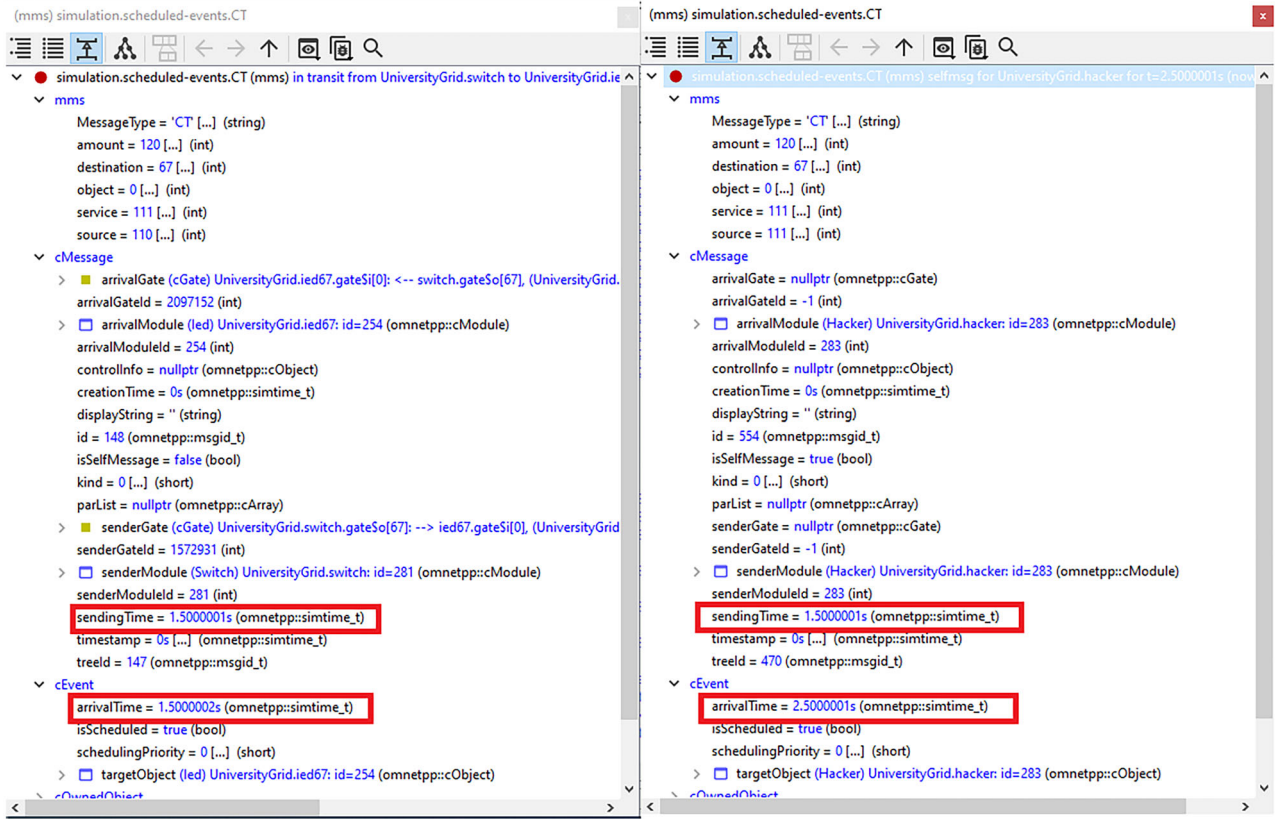 (mms) simulation.scheduled-events.CT
x
simulation.scheduled-events.CT (mms) in transit from UniversityGrid.switch to UniversityGrid.ie
mms
MessageType = 'CT' [...] (string)
amount = 120 [...] (int)
destination = 67 [...] (int)
object = 0 [...] (int)
service = 111 [...] (int)
source = 110 [...] (int)
cMessage
arrivalGate (cGate) UniversityGrid.ied67.gate$i[0]: <-- switch.gate$o[67], (UniversityGrid.
arrivalGateId = 2097152 (int)
arrivalModule (Ied) UniversityGrid.ied67: id=254 (omnetpp::cModule)
arrivalModuleId = 254 (int)
controlInfo = nullptr (omnetpp::cObject)
creationTime = 0s (omnetpp::simtime_t)
displayString = '' (string)
id = 148 (omnetpp::msgid_t)
isSelfMessage = false (bool)
kind = 0 [...] (short)
parList = nullptr (omnetpp::cArray)
senderGate (cGate) UniversityGrid.switch.gate$o[67]: --> ied67.gate$i[0], (UniversityGrid
senderGateId = 1572931 (int)
senderModule (Switch) UniversityGrid.switch: id=281 (omnetpp::cModule)
senderModuleId = 281 (int)
sendingTime = 1.5000001s (omnetpp::simtime_t)
timestamp = 0s [...] (omnetpp::simtime_t)
treeId = 147 (omnetpp::msgid_t)
cEvent
arrivalTime = 1.5000002s (omnetpp::simtime_t)
isScheduled = true (bool)
schedulingPriority = 0 [...] (short)
targetObject (Ied) UniversityGrid.ied67: id=254 (omnetpp::cObject)
cOwnedObject
(mms) simulation.scheduled-events.CT
x
simulation.scheduled-events.CT (mms) selfmsg for UniversityGrid.hacker for t=2.5000001s (now
mms
MessageType = 'CT' [...] (string)
amount = 120 [...] (int)
destination = 67 [...] (int)
object = 0 [...] (int)
service = 111 [...] (int)
source = 111 [...] (int)
cMessage
arrivalGate = nullptr (omnetpp::cGate)
arrivalGateId = -1 (int)
arrivalModule (Hacker) UniversityGrid.hacker: id=283 (omnetpp::cModule)
arrivalModuleId = 283 (int)
controlInfo = nullptr (omnetpp::cObject)
creationTime = 0s (omnetpp::simtime_t)
displayString = '' (string)
id = 554 (omnetpp::msgid_t)
isSelfMessage = true (bool)
kind = 0 [...] (short)
parList = nullptr (omnetpp::cArray)
senderGate = nullptr (omnetpp::cGate)
senderGateId = -1 (int)
senderModule (Hacker) UniversityGrid.hacker: id=283 (omnetpp::cModule)
senderModuleId = 283 (int)
sendingTime = 1.5000001s (omnetpp::simtime_t)
timestamp = 0s [...] (omnetpp::simtime_t)
treeId = 470 (omnetpp::msgid_t)
cEvent
arrivalTime = 2.5000001s (omnetpp::simtime_t)
isScheduled = true (bool)
schedulingPriority = 0 [...] (short)
targetObject (Hacker) UniversityGrid.hacker: id=283 (omnetpp::cObject)
cOwnedObject